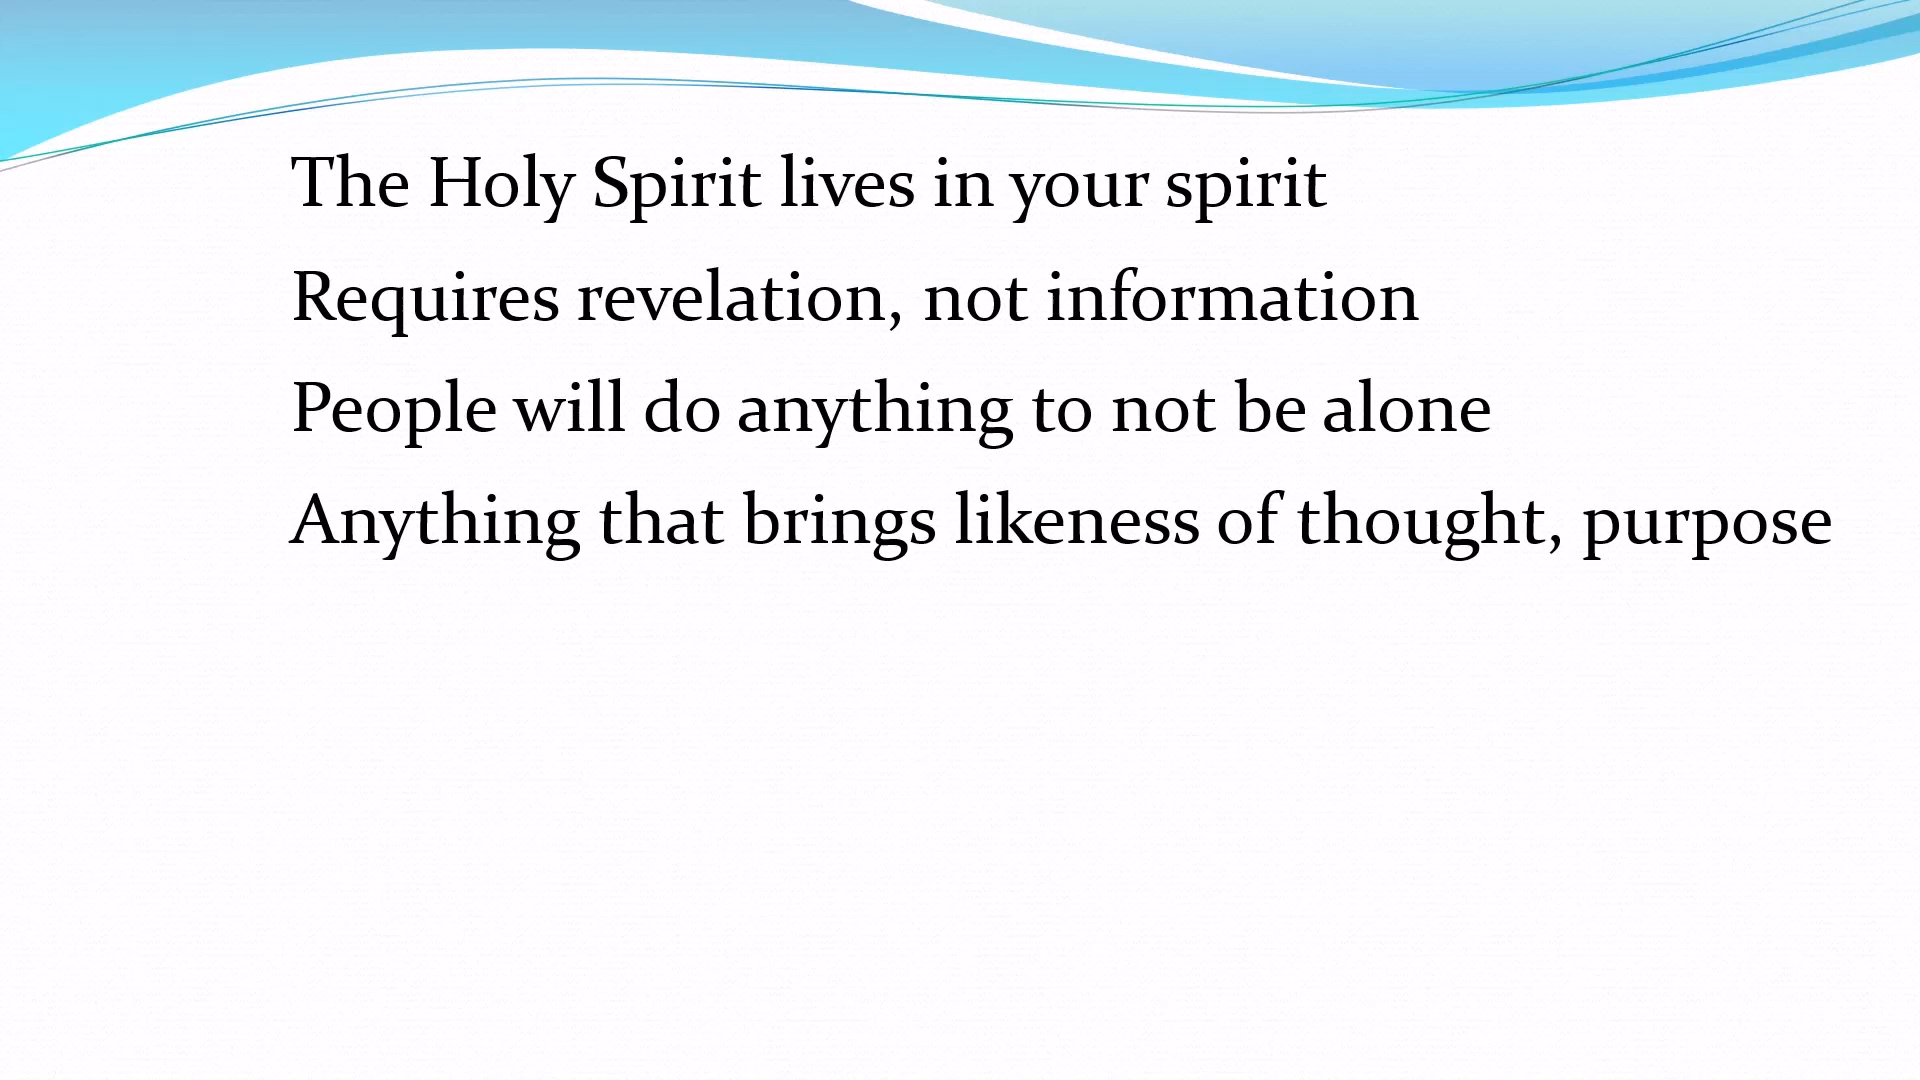 The Holy Spirit lives in your spirit
Requires revelation, not information
People will do anything to not be alone
Anything that brings likeness of thought, purpose